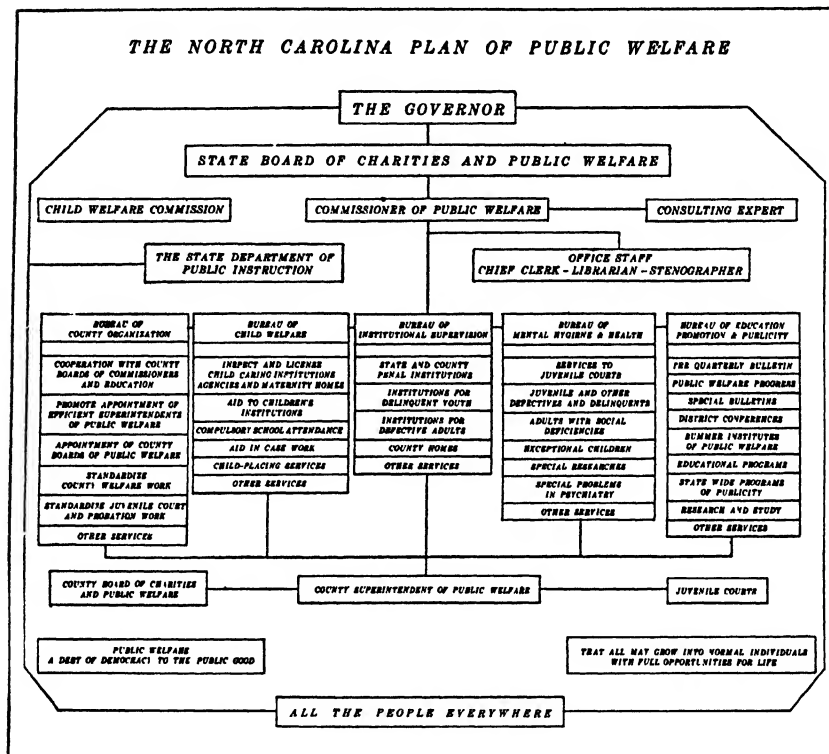 THE NORTH CAROLINA PLAN OF PUBLIC WELFARE
THE GOVERNOR
STATE BOARD OF CHARITIES AND PUBLIC WELFARE
CHILD WELFARE COMMISSION
COMMISSIONER OF PUBLIC WELFARE
CONSULTING EXPERT
THE STATE DEPARTMENT OF
PUBLIC INSTRUCTION
OFFICE STAFF
CHIEF CLERK - LIBRARIAN - STENOGRAPHER
BUREAU OF
COUNTY ORGANIZATION
COOPERATION WITH COUNTY
BOARDS OF COMMISSIONERS
AND EDUCATION
PROMOTE APPOINTMENT OF
EFFICIENT SUPERINTENDENTS
OF PUBLIC WELFARE
APPOINTMENT OF COUNTY
BOARDS OF PUBLIC WELFARE
STANDARDIZE
COUNTY WELFARE WORK
STANDARDIZE JUVENILE COURT
AND PROBATION WORK
OTHER SERVICES
BUREAU OF
CHILD WELFARE
INSPECT AND LICENSE
CHILD CARING INSTITUTIONS
AGENCIES AND MATERNITY HOMES
AID TO CHILDREN'S
INSTITUTIONS
COMPULSORY SCHOOL ATTENDANCE
AID IN CASE WORK
CHILD-PLACING SERVICES
OTHER SERVICES
BUREAU OF
INSTITUTIONAL SUPERVISION
STATE AND COUNTY
PENAL INSTITUTIONS
INSTITUTIONS FOR
DELINQUENT YOUTH
INSTITUTIONS FOR
DEFECTIVE ADULTS
COUNTY HOMES
OTHER SERVICES
BUREAU OF
MENTAL HYGIENE & HEALTH
SERVICES TO
JUVENILE COURTS
JUVENILE AND OTHER
DEFECTIVES AND DELINQUENTS
ADULTS WITH SOCIAL
DEFICIENCIES
EXCEPTIONAL CHILDREN
SPECIAL RESEARCHES
SPECIAL PROBLEMS
IN PSYCHIATRY
OTHER SERVICES
BUREAU OF EDUCATION
PROMOTION & PUBLICITY
THE QUARTERLY BULLETIN
PUBLIC WELFARE PROGRESS
SPECIAL BULLETINS
DISTRICT CONFERENCES
SUMMER INSTITUTES
OF PUBLIC WELFARE
EDUCATIONAL PROGRAMS
STATE WIDE PROGRAMS
OF PUBLICITY
RESEARCH AND STUDY
OTHER SERVICES
COUNTY BOARD OF CHARITIES
AND PUBLIC WELFARE
COUNTY SUPERINTENDENT OF PUBLIC WELFARE
JUVENILE COURTS
PUBLIC WELFARE
A DEBT OF DEMOCRACY TO THE PUBLIC GOOD
THAT ALL MAY GROW INTO NORMAL INDIVIDUALS
WITH FULL OPPORTUNITIES FOR LIFE
ALL THE PEOPLE EVERYWHERE